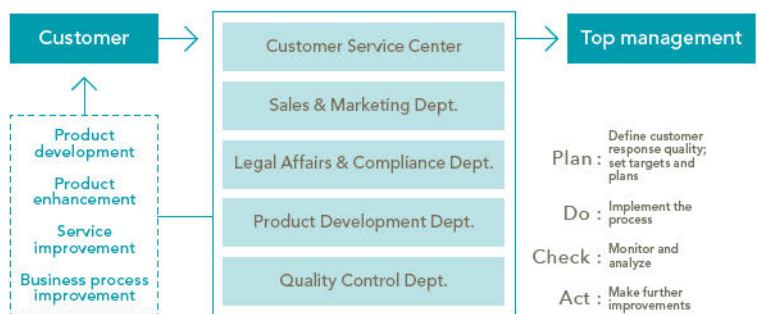 Customer
Product
development
Product
enhancement
Service
improvement
Business process
improvement
Customer Service Center
Sales & Marketing Dept.
Legal Affairs & Compliance Dept.
Product Development Dept.
Quality Control Dept.
Top management
Plan : Define customer
response quality;
set targets and
plans
Do : Implement the
process
Check : Monitor and
analyze
Act : Make further
improvements